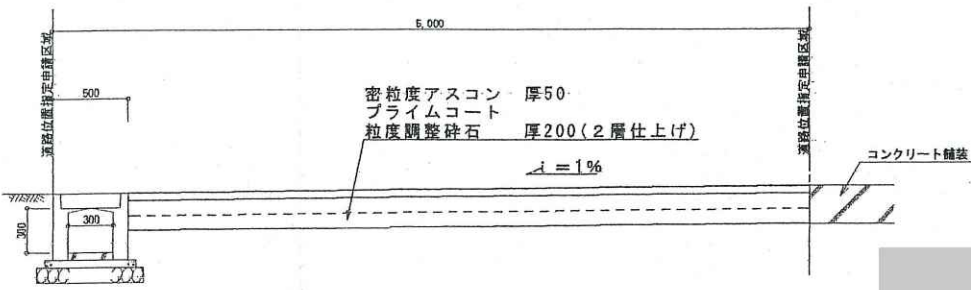 5,000
道路位置指定申請区域
道路位置指定申請区域
500
密粒度アスコン 厚50
プライムコート
粒度調整砕石 厚200(2層仕上げ)
i=1%
コンクリート舗装
300
300